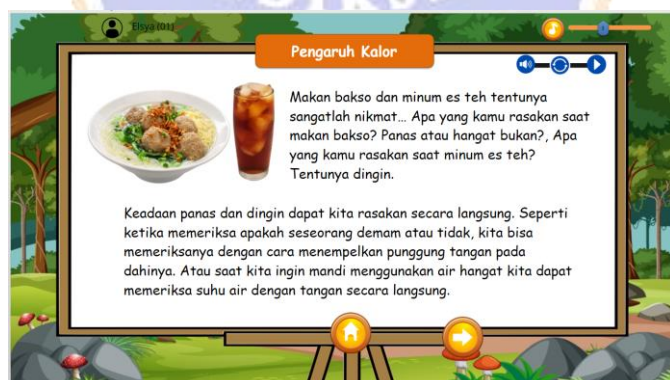 Elsya (01)
Pengaruh Kalor
Makan bakso dan minum es teh tentunya
sangatlah nikmat... Apa yang kamu rasakan saat
makan bakso? Panas atau hangat bukan?, Apa
yang kamu rasakan saat minum es teh?
Tentunya dingin.
Keadaan panas dan dingin dapat kita rasakan secara langsung. Seperti
ketika memeriksa apakah seseorang demam atau tidak, kita bisa
memeriksanya dengan cara menempelkan punggung tangan pada
dahinya. Atau saat kita ingin mandi menggunakan air hangat kita dapat
memeriksa suhu air dengan tangan secara langsung.